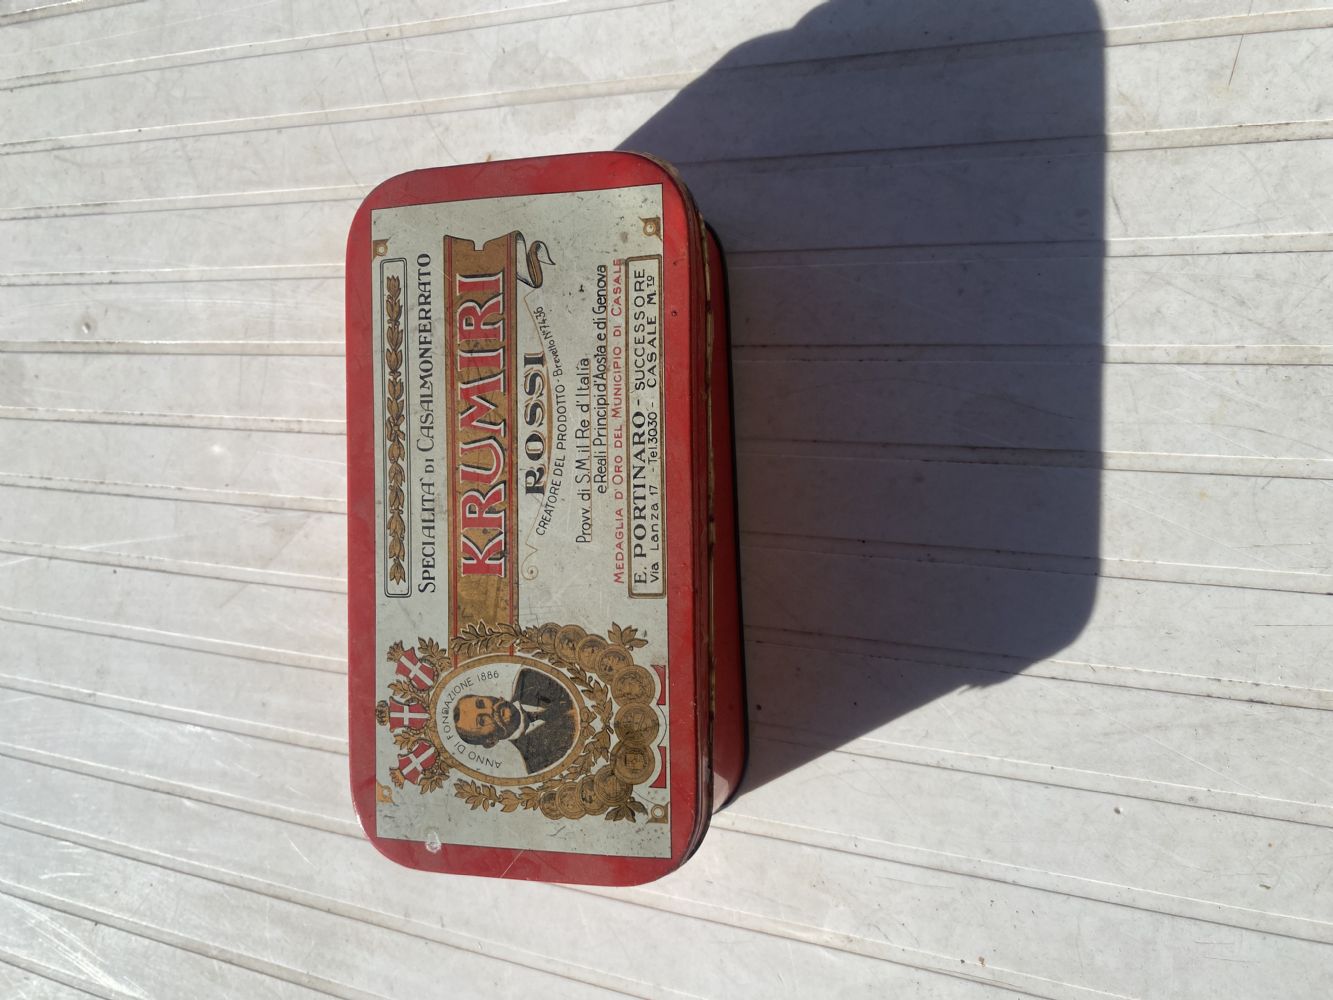 SPECIALITA' DI CASALMONFERRATO
KRUMIRI
ROSSI
CREATORE DEL PRODOTTO - Brevetto N° 7436
Provv. di S.M. il Re d'Italia
e Reali Principi d'Aosta e di Genova
MEDAGLIA D'ORO DEL MUNICIPIO DI CASALE
E. PORTINARO - SUCCESSORE
Via Lanza 17 - Tel. 3030 - CASALE M.TO
ANNO DI FONDAZIONE 1886